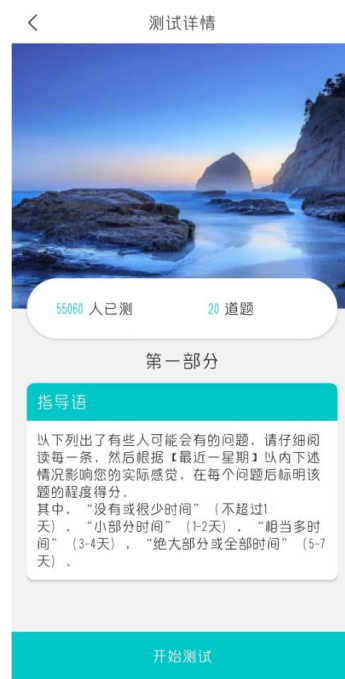 测试详情
55060 人已测 20 道题
第一部分
指导语
以下列出了有些人可能会有的问题，请仔细阅
读每一条，然后根据【最近一星期】以内下述
情况影响您的实际感觉，在每个问题后标明该
题的程度得分。
其中，“没有或很少时间”（不超过1
天），“小部分时间”（1-2天），“相当多时
间”（3-4天），“绝大部分或全部时间”（5-7
天）。
开始测试